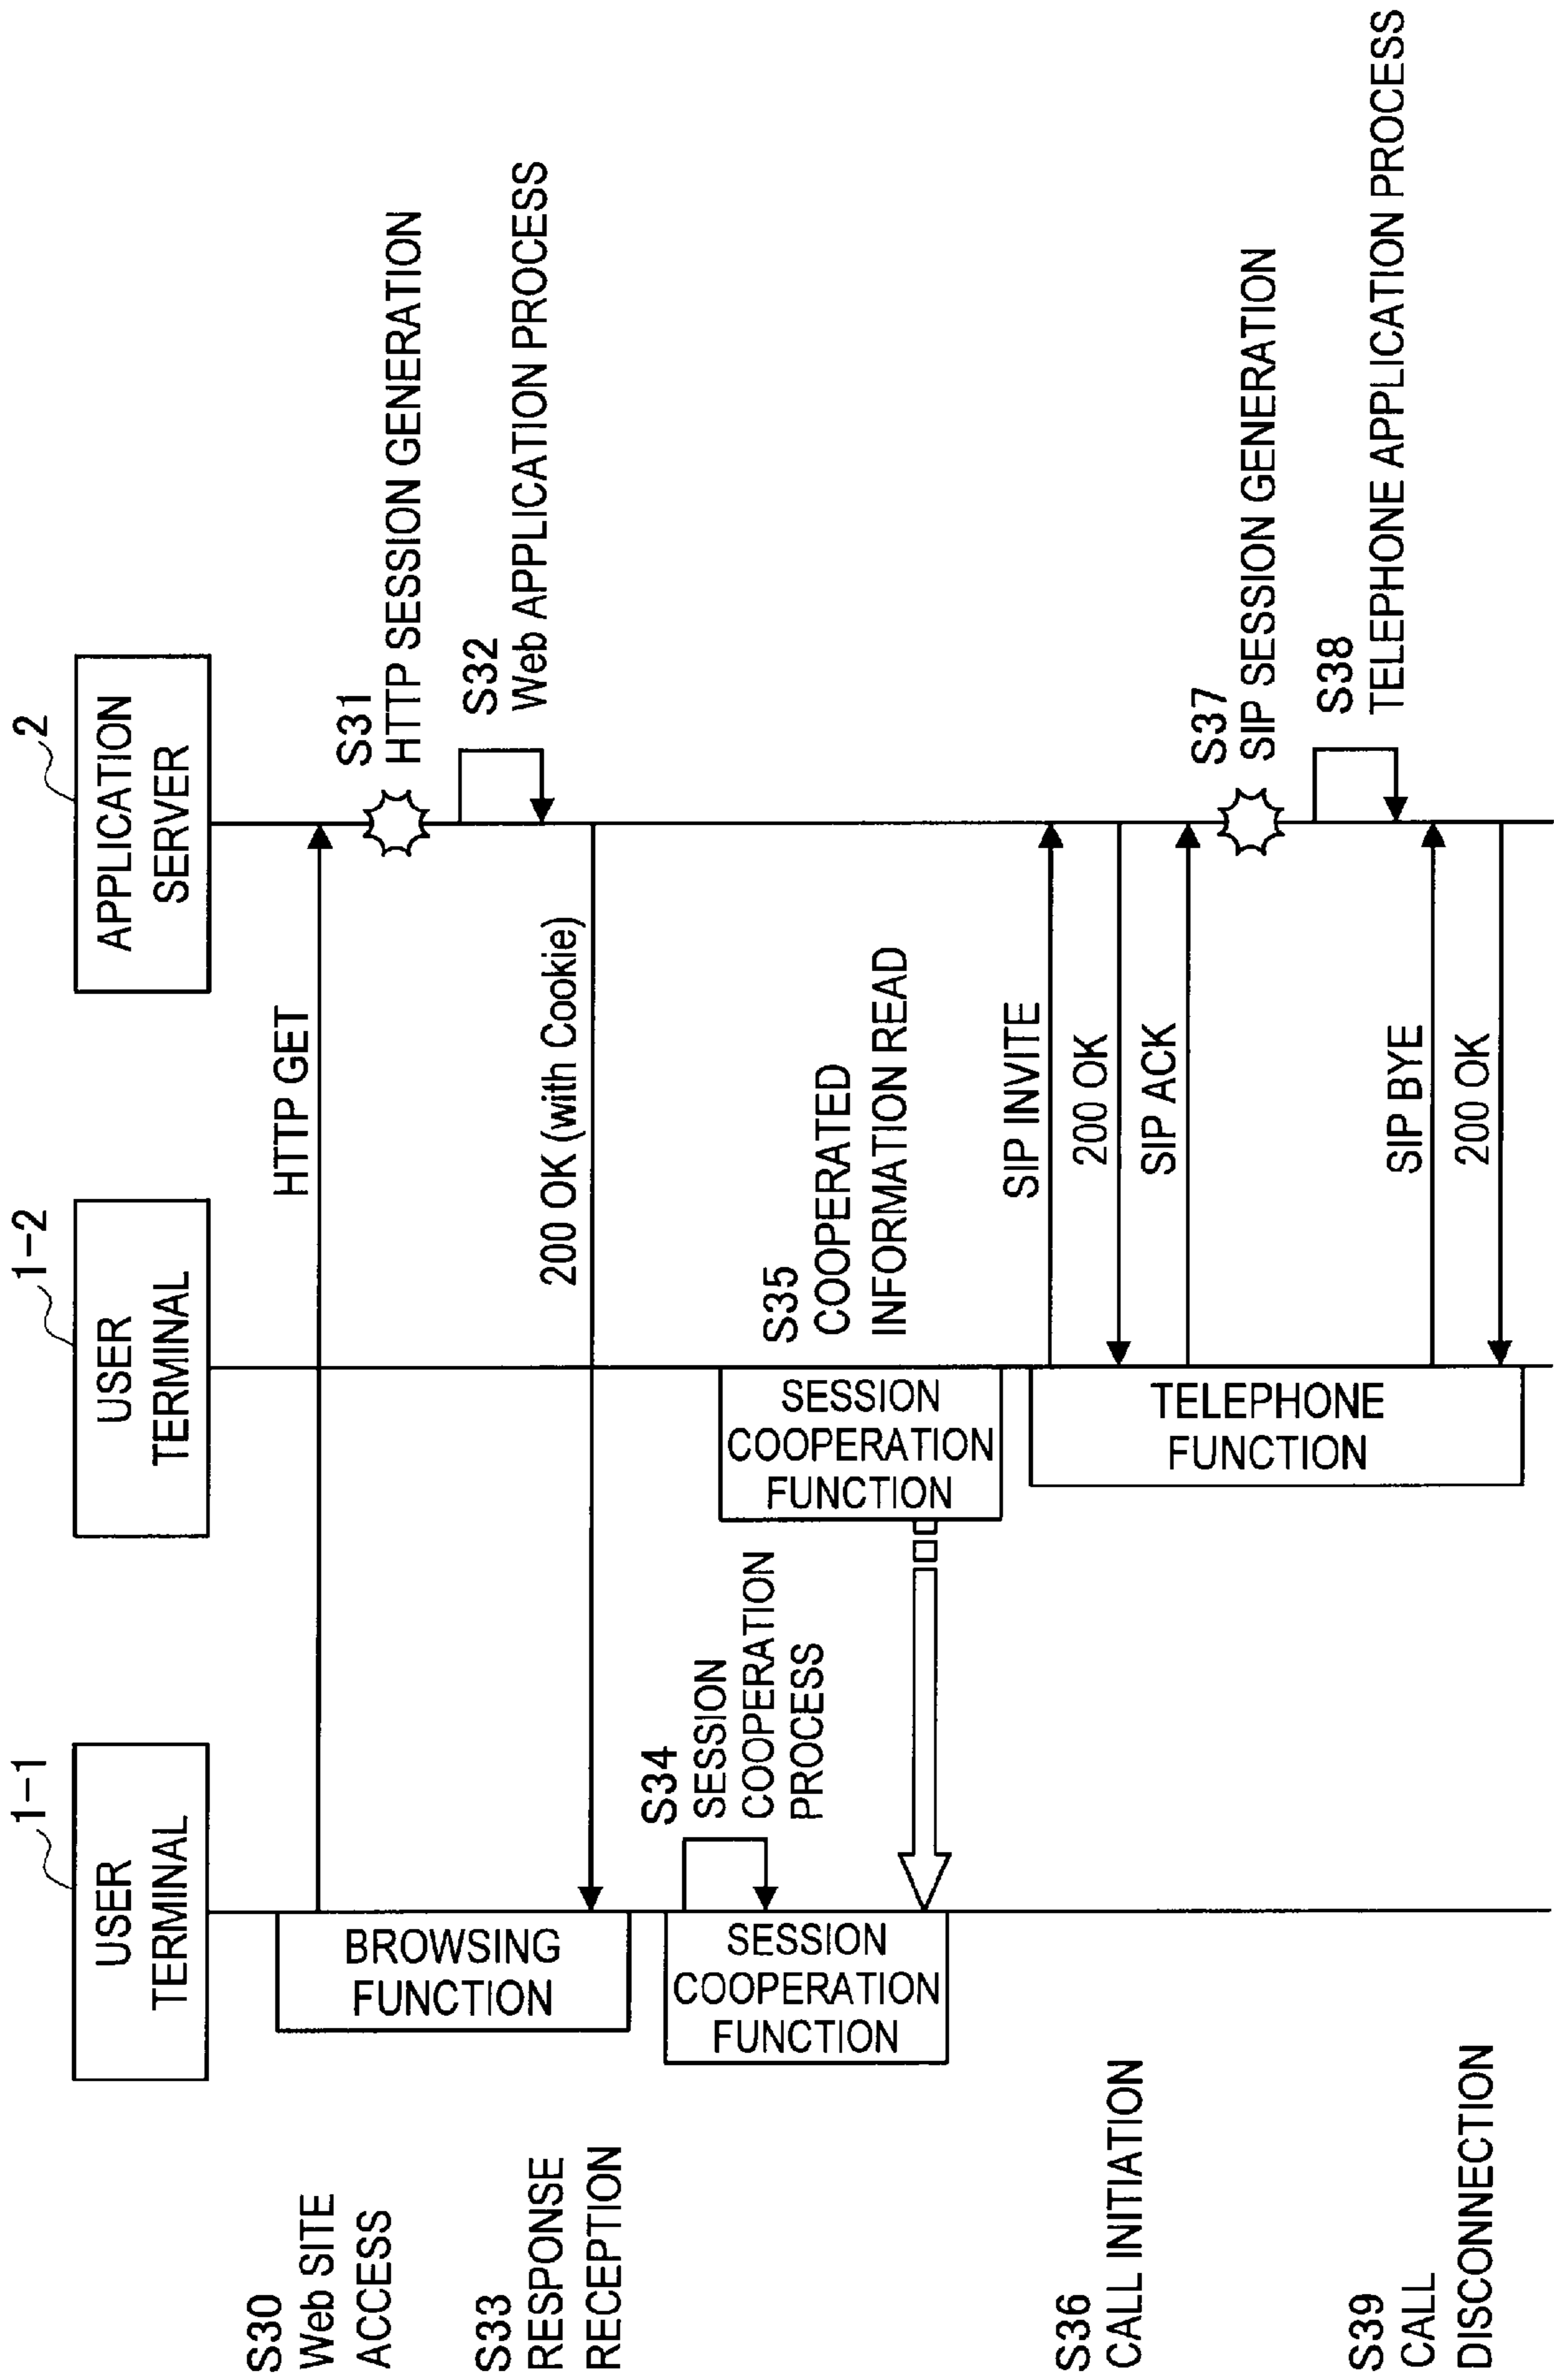 1-1
USER
TERMINAL
1-2
USER
TERMINAL
2
APPLICATION
SERVER
S30
Web SITE
ACCESS
BROWSING
FUNCTION
HTTP GET
S31
HTTP SESSION GENERATION
S32
Web APPLICATION PROCESS
S33
RESPONSE
RECEPTION
200 OK (with Cookie)
S34
SESSION
COOPERATION
PROCESS
SESSION
COOPERATION
FUNCTION
SESSION
COOPERATION
FUNCTION
S35
COOPERATED
INFORMATION READ
S36
CALL INITIATION
TELEPHONE
FUNCTION
SIP INVITE
200 OK
SIP ACK
S37
SIP SESSION GENERATION
S38
TELEPHONE APPLICATION PROCESS
S39
CALL
DISCONNECTION
SIP BYE
200 OK